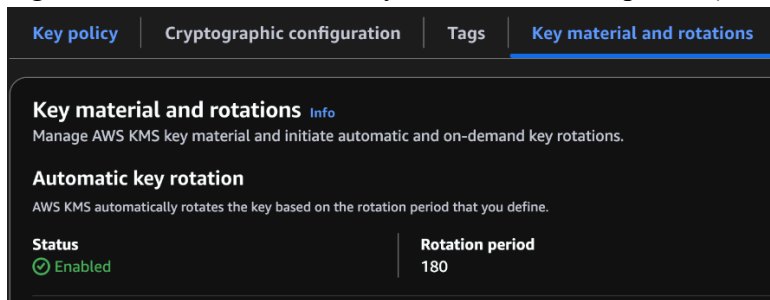 Key policy Cryptographic configuration Tags Key material and rotations
Key material and rotations Info
Manage AWS KMS key material and initiate automatic and on-demand key rotations.
Automatic key rotation
AWS KMS automatically rotates the key based on the rotation period that you define.
Status Rotation period
Enabled 180